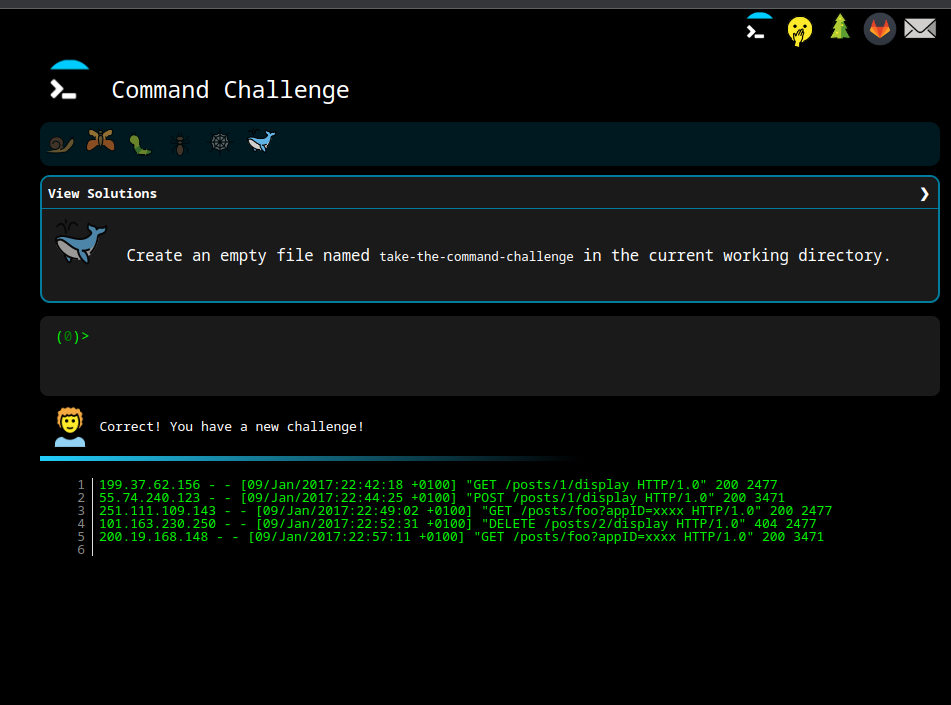 Command Challenge
View Solutions
Create an empty file named take-the-command-challenge in the current working directory.
(0)>
Correct! You have a new challenge!
1 199.37.62.156 - - [09/Jan/2017:22:42:18 +0100] "GET /posts/1/display HTTP/1.0" 200 2477
2 55.74.240.123 - - [09/Jan/2017:22:44:25 +0100] "POST /posts/1/display HTTP/1.0" 200 3471
3 251.111.109.143 - - [09/Jan/2017:22:49:02 +0100] "GET /posts/foo?appID=xxxx HTTP/1.0" 200 2477
4 101.163.230.250 - - [09/Jan/2017:22:52:31 +0100] "DELETE /posts/2/display HTTP/1.0" 404 2477
5 200.19.168.148 - - [09/Jan/2017:22:57:11 +0100] "GET /posts/foo?appID=xxxx HTTP/1.0" 200 3471
6